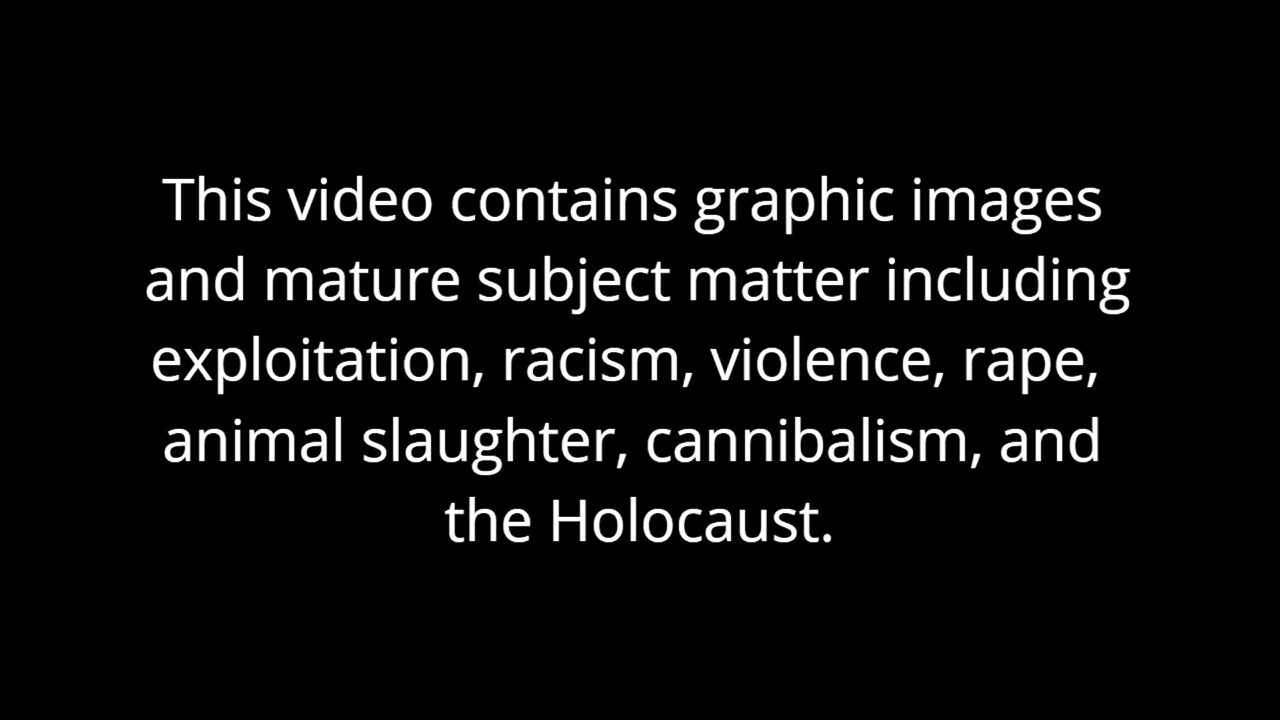 This video contains graphic images
and mature subject matter including
exploitation, racism, violence, rape,
animal slaughter, cannibalism, and
the Holocaust.